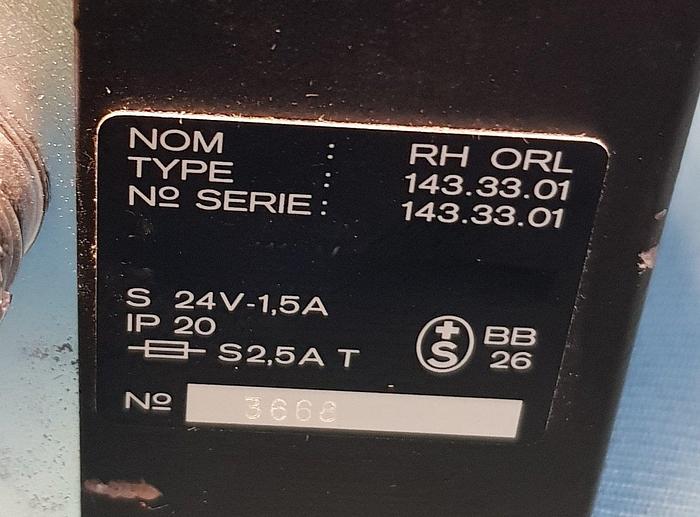 NOM : RH ORL
TYPE : 143.33.01
Nº SERIE : 143.33.01
S 24V-1,5A
IP 20
S2,5A T
+S BB 26
Nº 3668